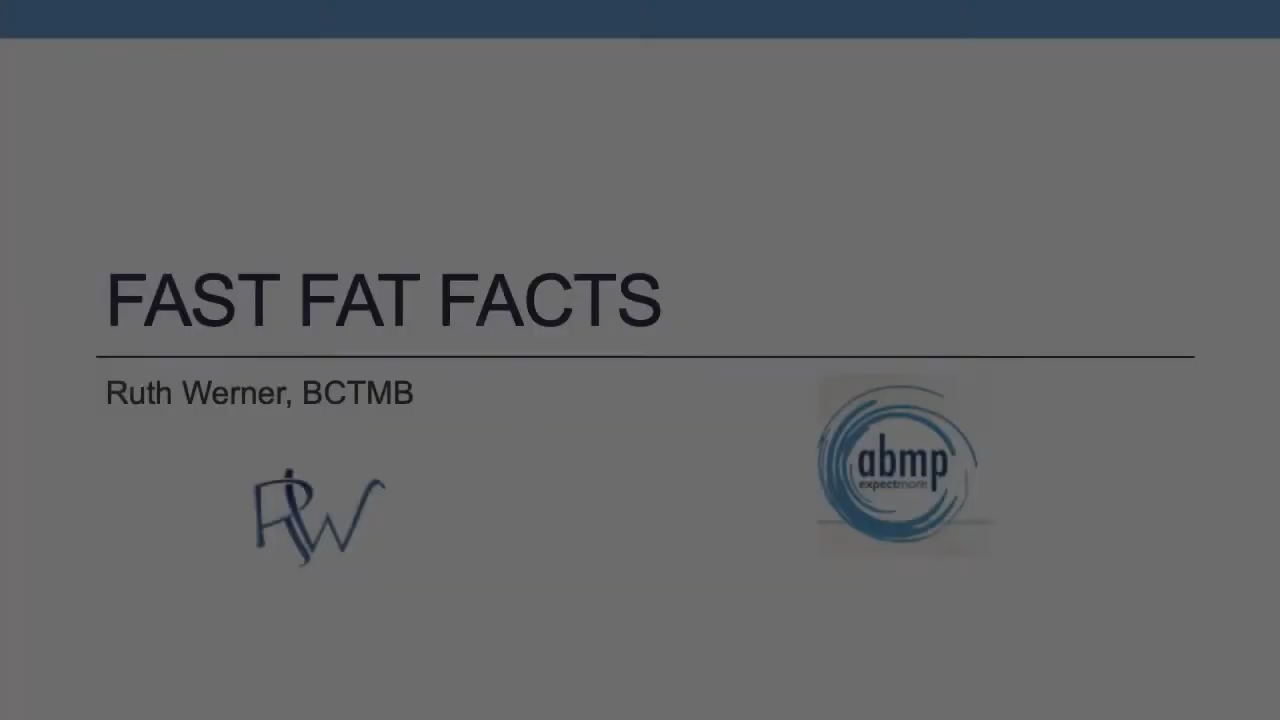 FAST FAT FACTS
Ruth Werner, BCTMB
RW
abmp
expectmore